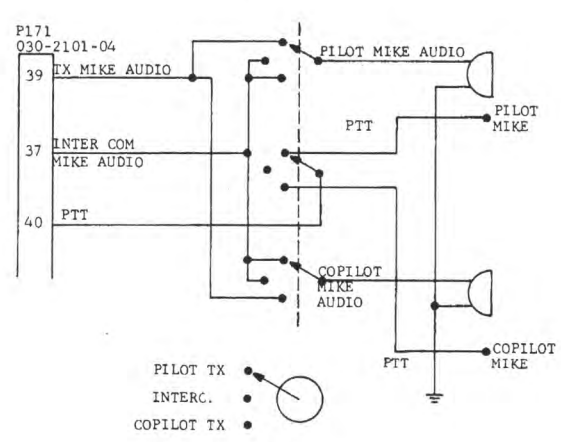 P171
030-2101-04
39 TX MIKE AUDIO
PILOT MIKE AUDIO
PTT
PILOT
MIKE
37 INTER COM
MIKE AUDIO
40 PTT
COPILOT
MIKE
AUDIO
PTT
COPILOT
MIKE
PILOT TX
INTERC.
COPILOT TX